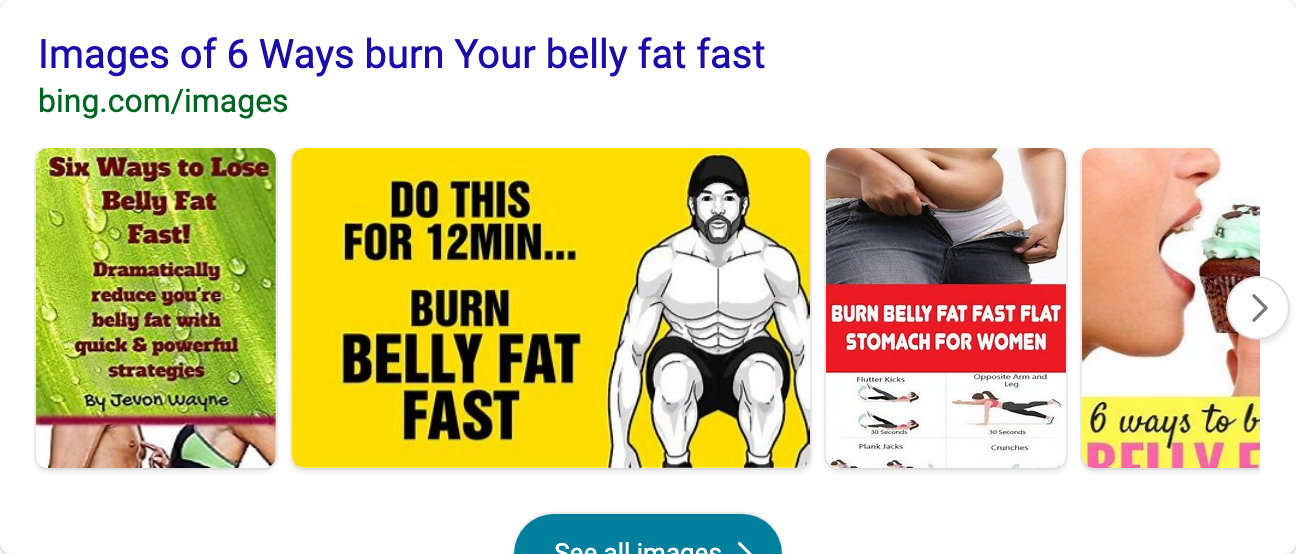 Images of 6 Ways burn Your belly fat fast
bing.com/images
Six Ways to Lose
Belly Fat
Fast!
Dramatically
reduce you're
belly fat with
quick & powerful
strategies
By Jevon Wayne
DO THIS
FOR 12MIN...
BURN
BELLY FAT
FAST
BURN BELLY FAT FAST FLAT
STOMACH FOR WOMEN
Flutter Kicks
30 Seconds
Opposite Arm and
Leg
30 Seconds
Plank Jacks
Crunches
6 ways to b
BELLY F
See all images